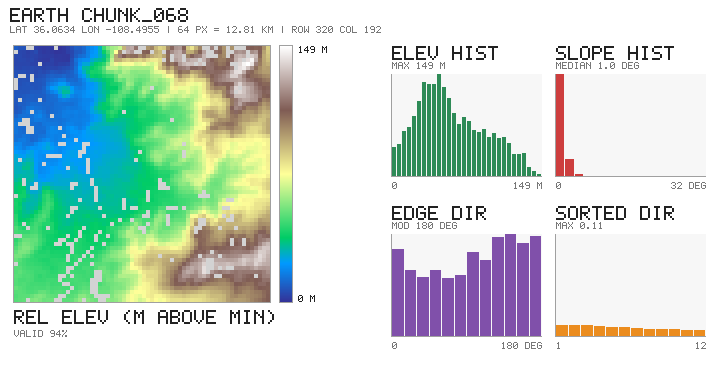 EARTH CHUNK_068
LAT 36.0634 LON -108.4955 | 64 PX = 12.81 KM | ROW 320 COL 192
149 M
0 M
REL ELEV (M ABOVE MIN)
VALID 94%
ELEV HIST
MAX 149 M
0 149 M
SLOPE HIST
MEDIAN 1.0 DEG
0 32 DEG
EDGE DIR
MOD 180 DEG
0 180 DEG
SORTED DIR
MAX 0.11
1 12